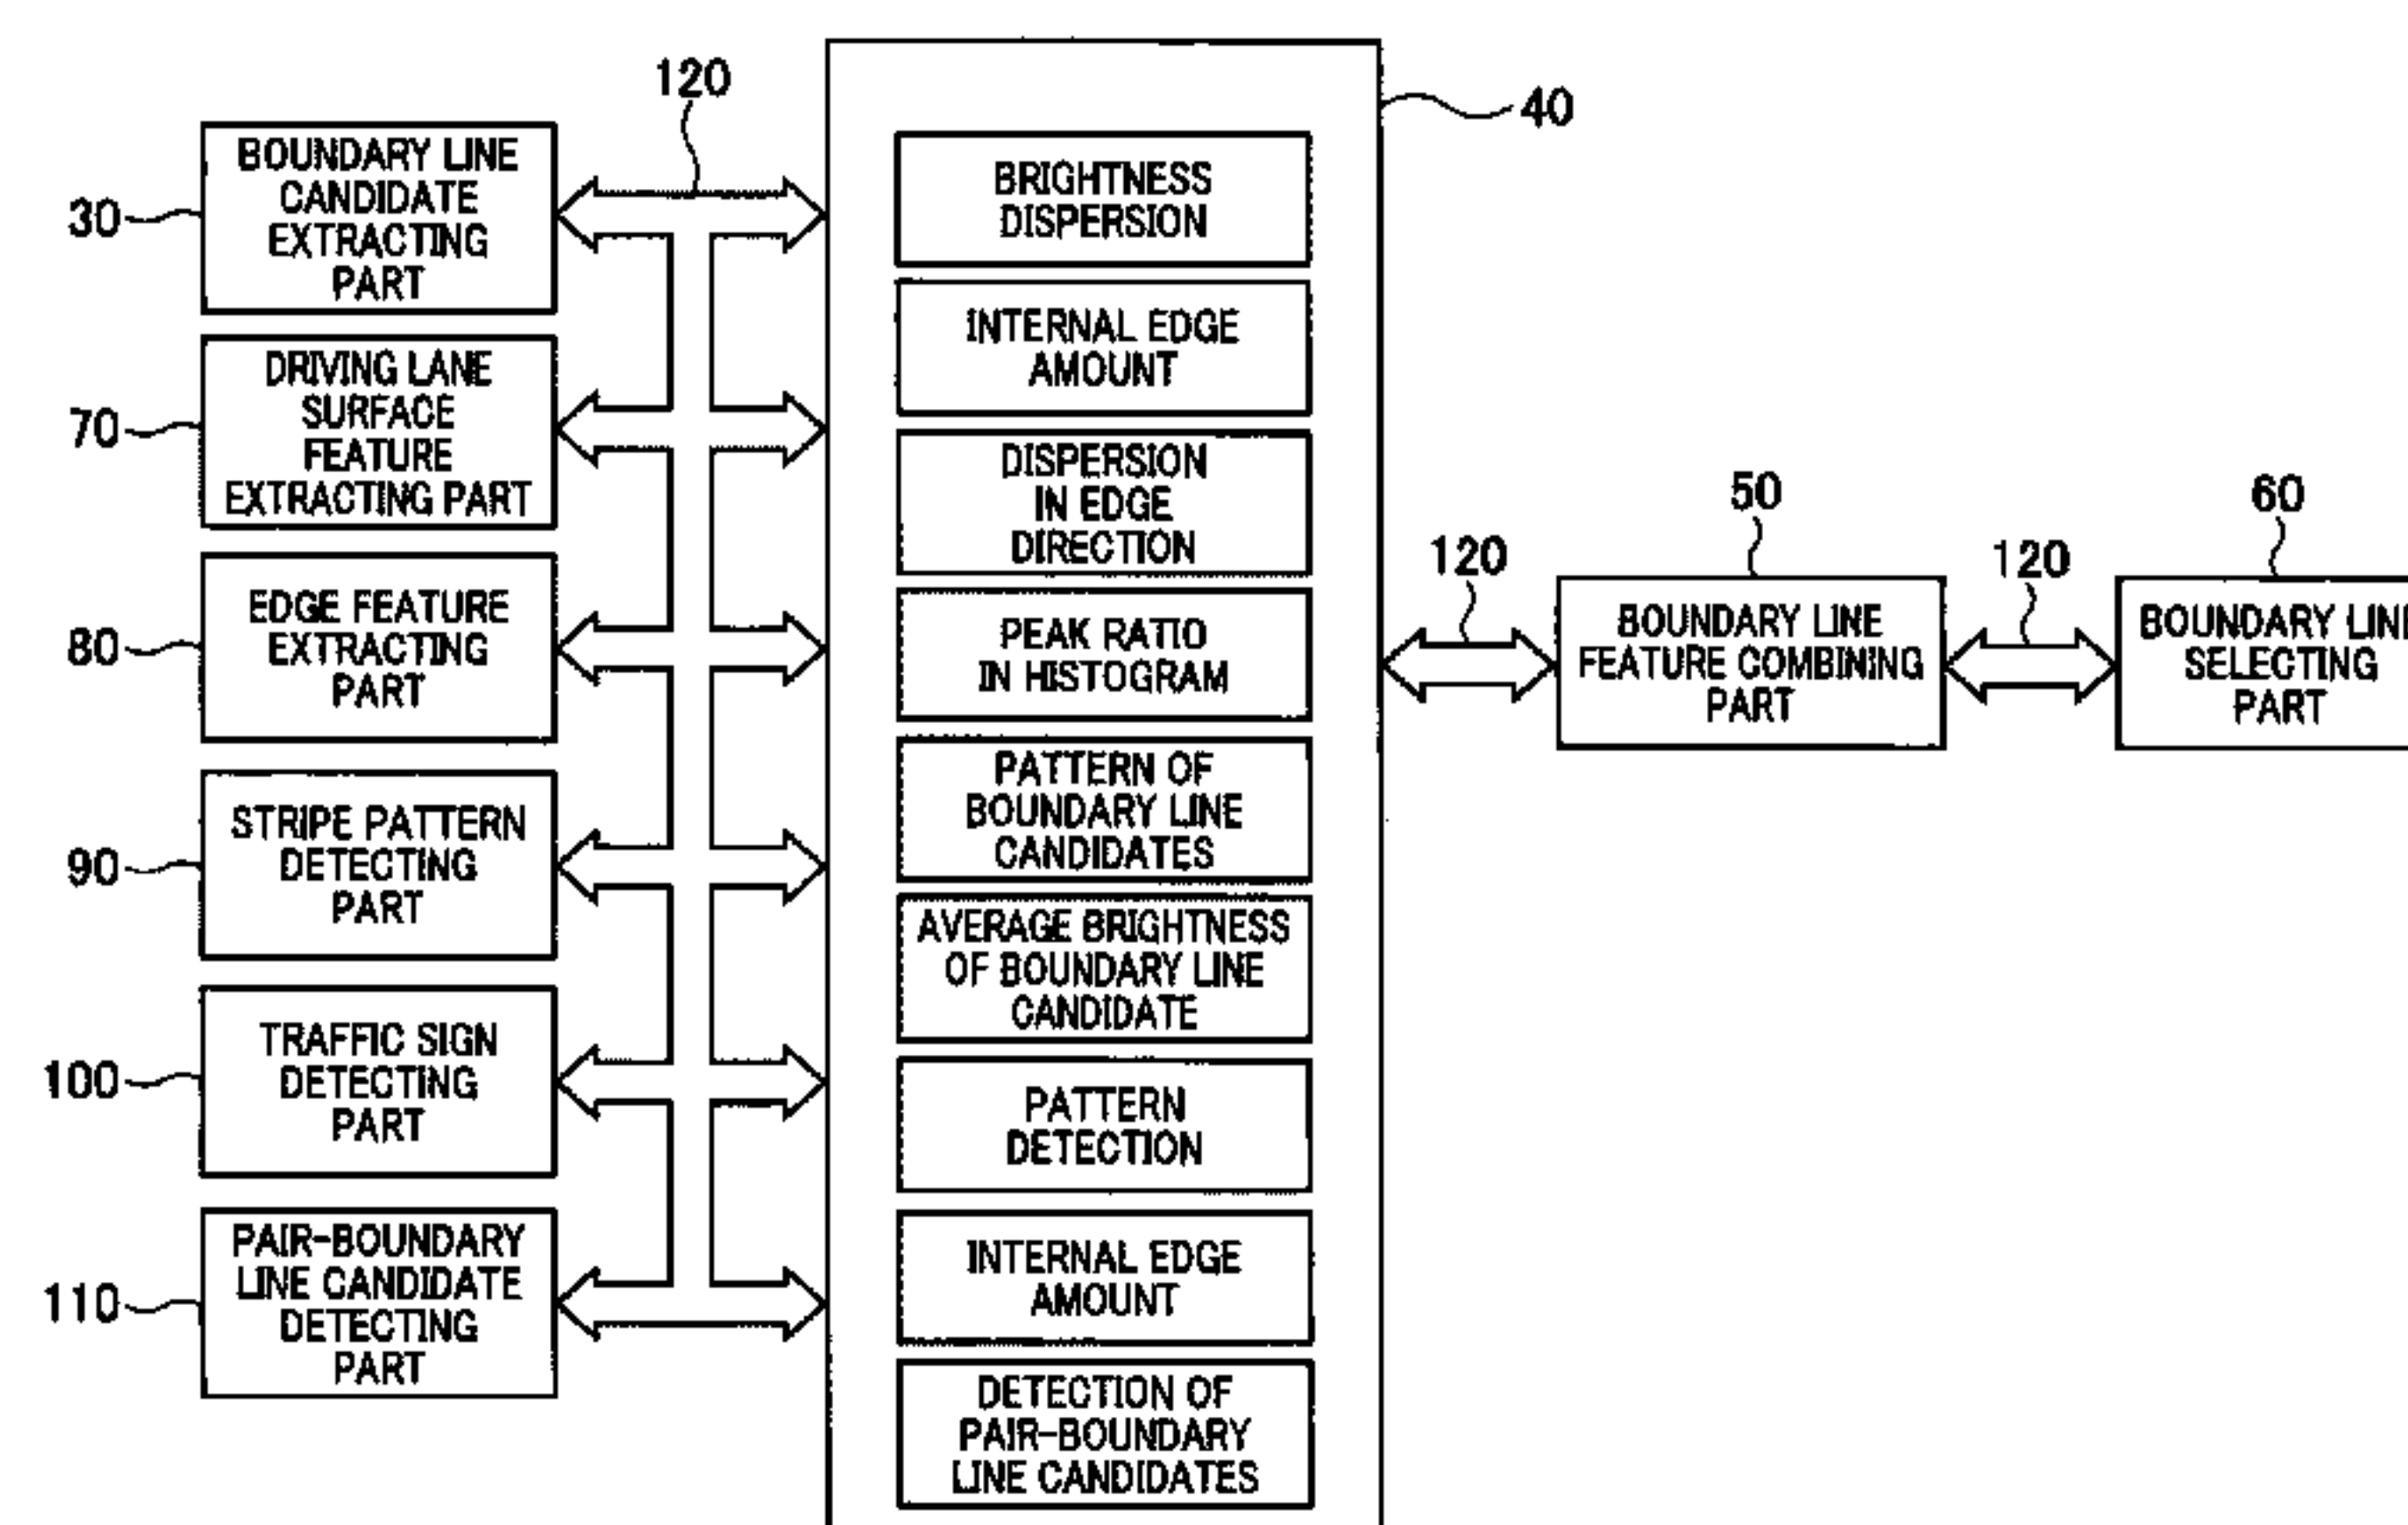 120
40
30
BOUNDARY LINE
CANDIDATE
EXTRACTING
PART
70
DRIVING LANE
SURFACE
FEATURE
EXTRACTING PART
80
EDGE FEATURE
EXTRACTING
PART
90
STRIPE PATTERN
DETECTING
PART
100
TRAFFIC SIGN
DETECTING
PART
110
PAIR-BOUNDARY
LINE CANDIDATE
DETECTING
PART
BRIGHTNESS
DISPERSION
INTERNAL EDGE
AMOUNT
DISPERSION
IN EDGE
DIRECTION
PEAK RATIO
IN HISTOGRAM
PATTERN OF
BOUNDARY LINE
CANDIDATES
AVERAGE BRIGHTNESS
OF BOUNDARY LINE
CANDIDATE
PATTERN
DETECTION
INTERNAL EDGE
AMOUNT
DETECTION OF
PAIR-BOUNDARY
LINE CANDIDATES
120
50
BOUNDARY LINE
FEATURE COMBINING
PART
120
60
BOUNDARY LINE
SELECTING
PART